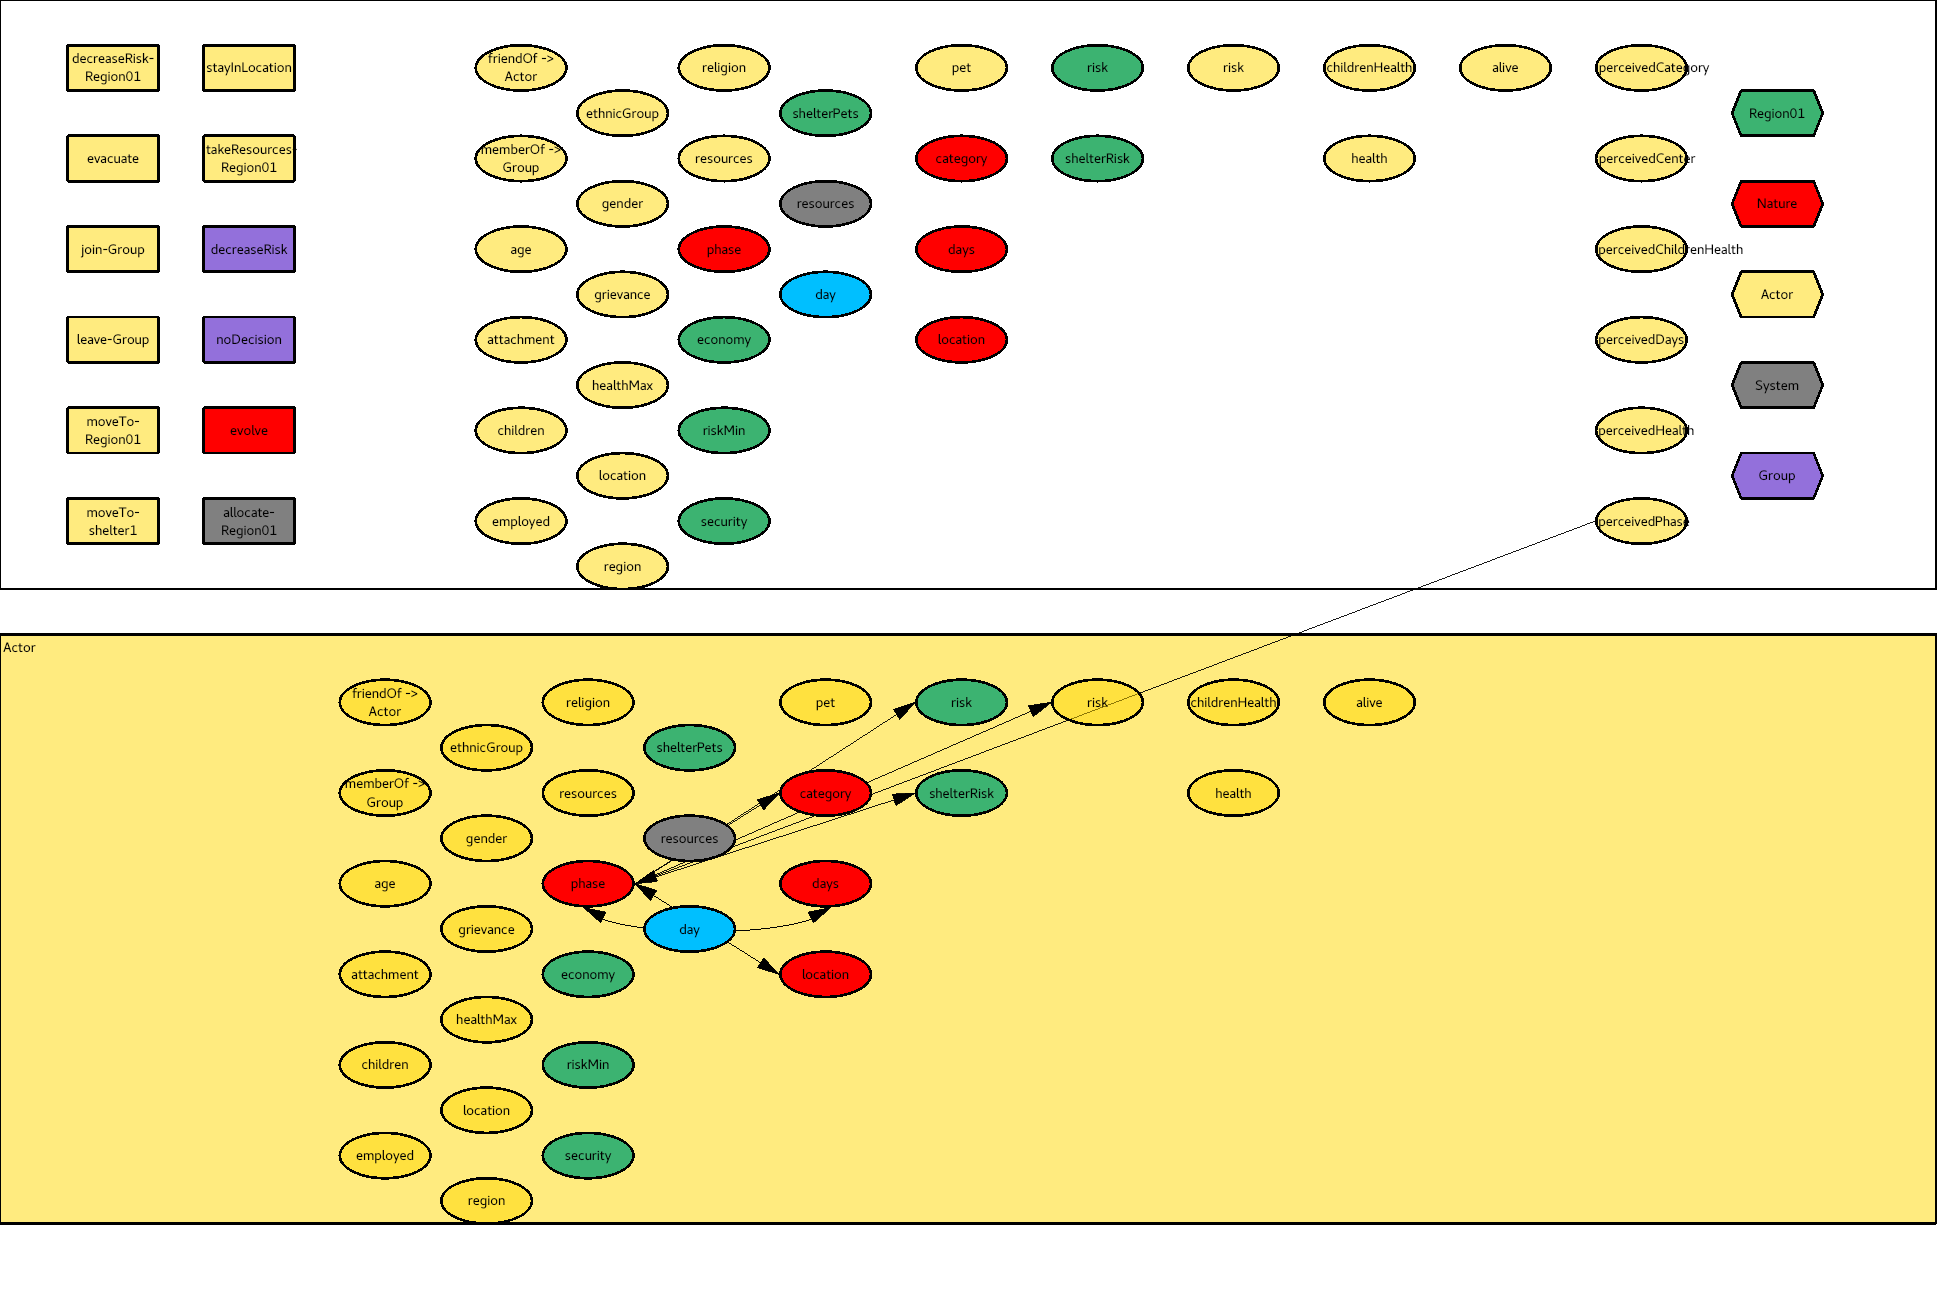 decreaseRisk-
Region01
stayInLocation
friendOf ->
Actor
religion
pet
risk
risk
childrenHealth
alive
perceivedCategory
ethnicGroup
shelterPets
Region01
evacuate
takeResources-
Region01
memberOf ->
Group
resources
category
shelterRisk
health
perceivedCenter
gender
resources
Nature
join-Group
decreaseRisk
age
phase
days
perceivedChildrenHealth
grievance
day
Actor
leave-Group
noDecision
attachment
economy
location
perceivedDays
healthMax
System
moveTo-
Region01
evolve
children
riskMin
perceivedHealth
location
Group
moveTo-
shelter1
allocate-
Region01
employed
security
perceivedPhase
region
Actor
friendOf ->
Actor
religion
pet
risk
risk
childrenHealth
alive
ethnicGroup
shelterPets
memberOf ->
Group
resources
category
shelterRisk
health
gender
resources
age
phase
days
grievance
day
attachment
economy
location
healthMax
children
riskMin
location
employed
security
region